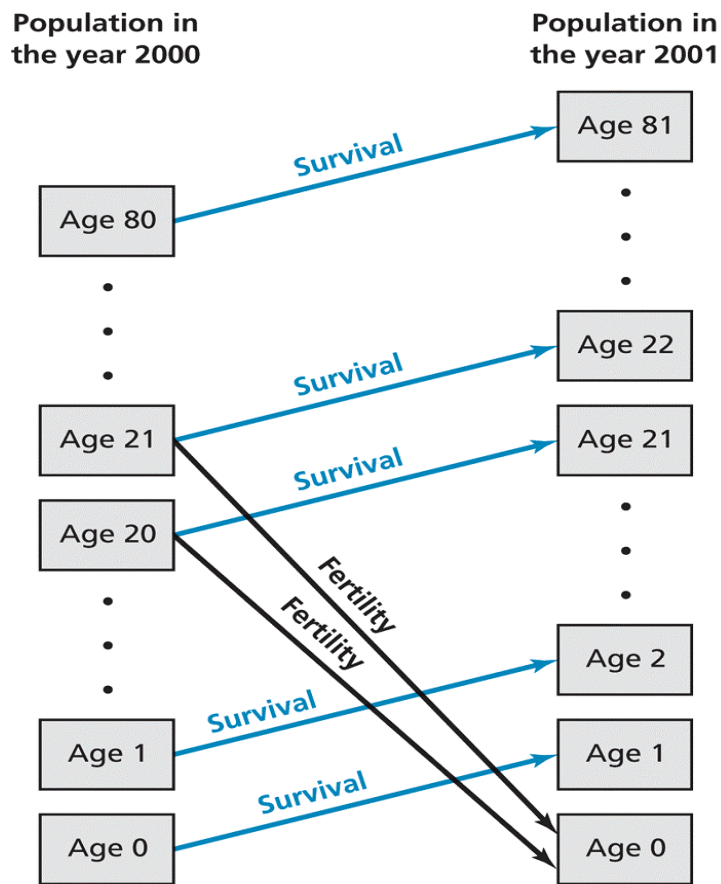 Population in
the year 2000
Population in
the year 2001
Age 81
Survival
Age 80
Age 22
Survival
Age 21
Age 21
Survival
Age 20
Fertility
Fertility
Age 2
Survival
Age 1
Age 1
Survival
Age 0
Age 0